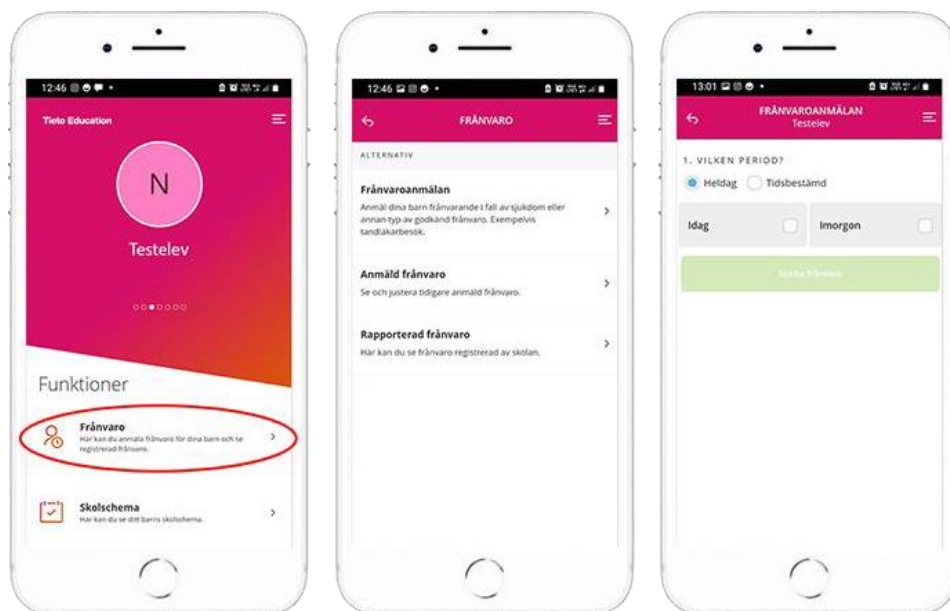 12:46
Tieto Education
N
Testelev
Funktioner
Frånvaro
Här kan du anmäla frånvaro för dina barn och se
registrerad frånvaro.
Skolschema
Här kan du se ditt barns skolschema.
12:46
FRÅNVARO
ALTERNATIV
Frånvaroanmälan
Anmäl dina barn frånvarande i fall av sjukdom eller
annan typ av godkänd frånvaro. Exempelvis
tandläkarbesök.
Anmäld frånvaro
Se och justera tidigare anmäld frånvaro.
Rapporterad frånvaro
Här kan du se frånvaro registrerad av skolan.
13:01
FRÅNVAROANMÄLAN
Testelev
1. VILKEN PERIOD?
Heldag Tidsbestämd
Idag Imorgon
Skicka frånvaro